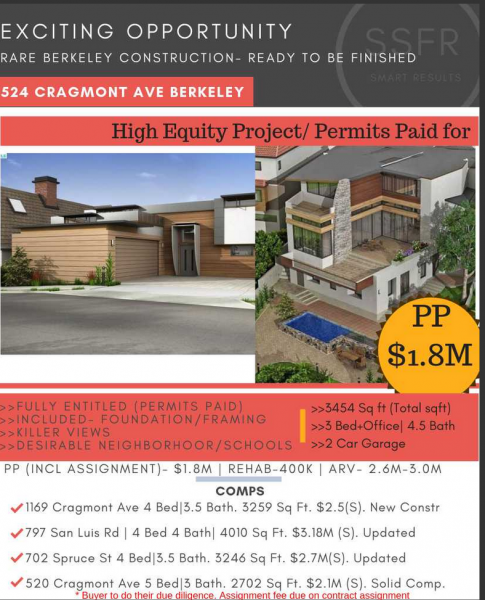 EXCITING OPPORTUNITY
SSFR
RARE BERKELEY CONSTRUCTION- READY TO BE FINISHED
SMART RESULTS
524 CRAGMONT AVE BERKELEY
High Equity Project/ Permits Paid for
PP
$1.8M
>>FULLY ENTITLED (PERMITS PAID)
>>INCLUDED- FOUNDATION/FRAMING
>>KILLER VIEWS
>>DESIRABLE NEIGHBORHOOR/SCHOOLS
>>3454 Sq ft (Total sqft)
>>3 Bed+Office| 4.5 Bath
>>2 Car Garage
PP (INCL ASSIGNMENT)- $1.8M | REHAB-400K | ARV- 2.6M-3.0M
COMPS
1169 Cragmont Ave 4 Bed|3.5 Bath. 3259 Sq Ft. $2.5(S). New Constr
797 San Luis Rd | 4 Bed 4 Bath| 4010 Sq Ft. $3.18M (S). Updated
702 Spruce St 4 Bed|3.5 Bath. 3246 Sq Ft. $2.7M(S). Updated
520 Cragmont Ave 5 Bed|3 Bath. 2702 Sq Ft. $2.1M (S). Solid Comp.
* Buyer to do their due diligence. Assignment fee due on contract assignment